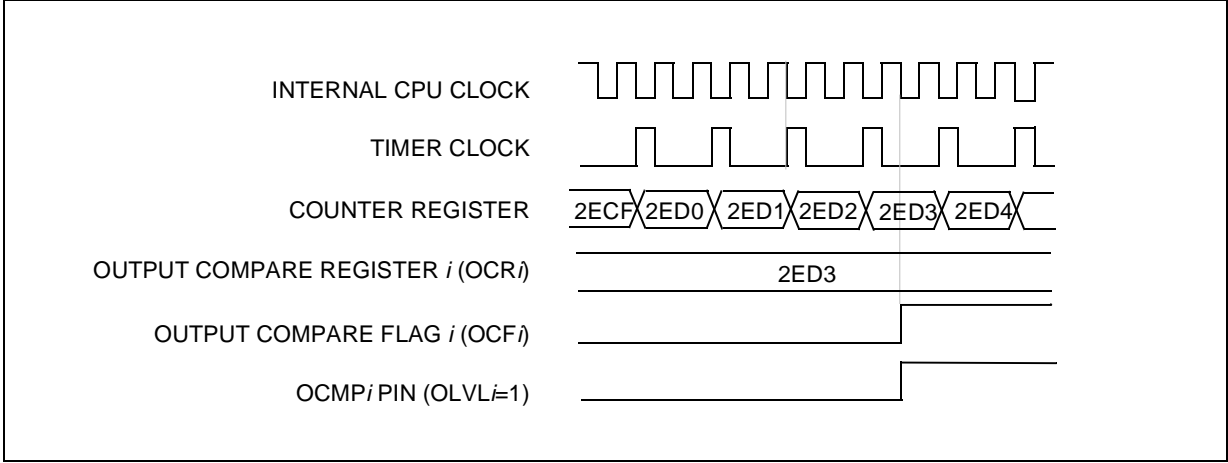 INTERNAL CPU CLOCK
TIMER CLOCK
COUNTER REGISTER 2ECF 2ED0 2ED1 2ED2 2ED3 2ED4
OUTPUT COMPARE REGISTER i (OCRi) 2ED3
OUTPUT COMPARE FLAG i (OCFi)
OCMPi PIN (OLVLi=1)